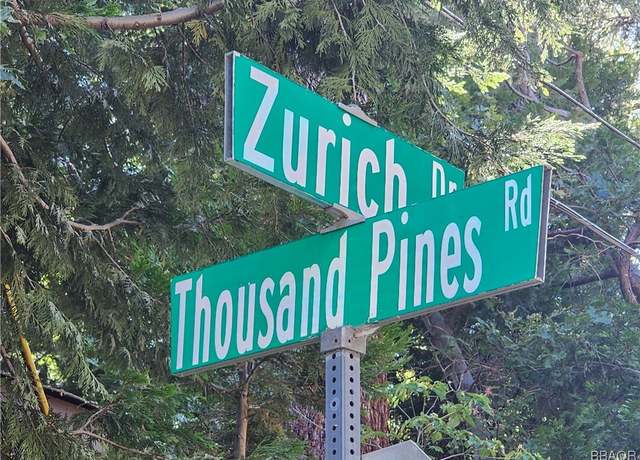 Zurich Dr
Thousand Pines Rd
BBAOR